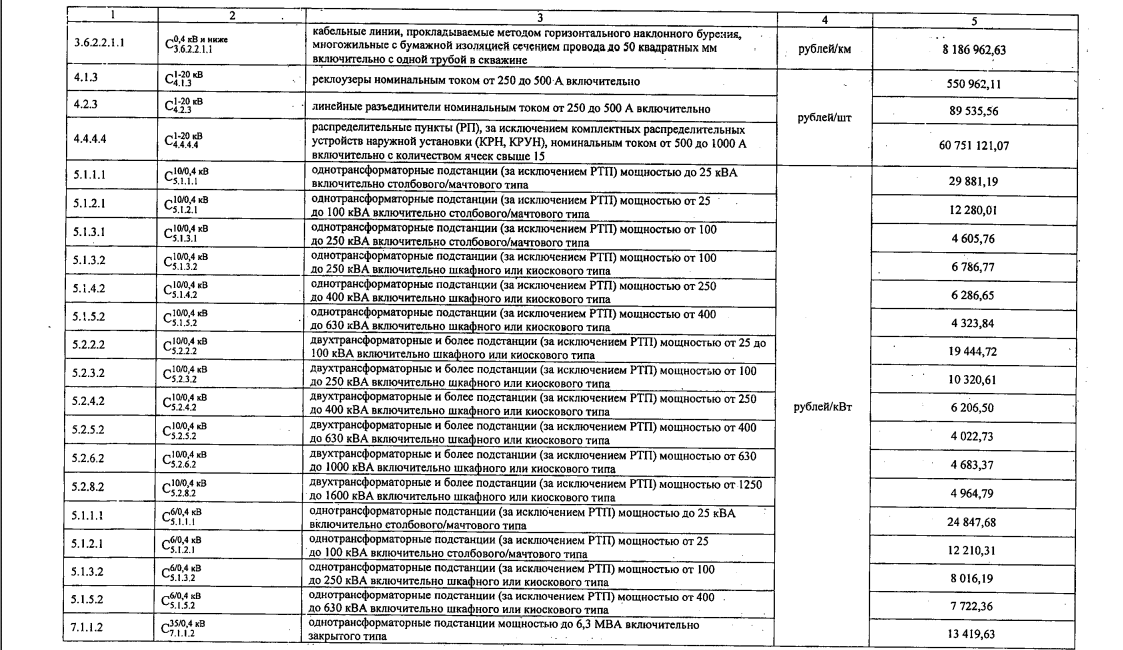 1 2 3 4 5
3.6.2.2.1.1 С 0,4 кВ и ниже 3.6.2.2.1.1 кабельные линии, прокладываемые методом горизонтального наклонного бурения,
многожильные с бумажной изоляцией сечением провода до 50 квадратных мм
включительно с одной трубой в скважине рублей/км 8 186 962,63
4.1.3 С 1-20 кВ 4.1.3 реклоузеры номинальным током от 250 до 500 А включительно рублей/шт 550 962,11
4.2.3 С 1-20 кВ 4.2.3 линейные разъединители номинальным током от 250 до 500 А включительно 89 535,56
4.4.4.4 С 1-20 кВ 4.4.4.4 распределительные пункты (РП), за исключением комплектных распределительных
устройств наружной установки (КРН, КРУН), номинальным током от 500 до 1000 А
включительно с количеством ячеек свыше 15 60 751 121,07
5.1.1.1 С 10/0,4 кВ 5.1.1.1 однотрансформаторные подстанции (за исключением РТП) мощностью до 25 кВА
включительно столбового/мачтового типа рублей/кВт 29 881,19
5.1.2.1 С 10/0,4 кВ 5.1.2.1 однотрансформаторные подстанции (за исключением РТП) мощностью от 25
до 100 кВА включительно столбового/мачтового типа 12 280,01
5.1.3.1 С 10/0,4 кВ 5.1.3.1 однотрансформаторные подстанции (за исключением РТП) мощностью от 100
до 250 кВА включительно столбового/мачтового типа 4 605,76
5.1.3.2 С 10/0,4 кВ 5.1.3.2 однотрансформаторные подстанции (за исключением РТП) мощностью от 100
до 250 кВА включительно шкафного или киоскового типа 6 786,77
5.1.4.2 С 10/0,4 кВ 5.1.4.2 однотрансформаторные подстанции (за исключением РТП) мощностью от 250
до 400 кВА включительно шкафного или киоскового типа 6 286,65
5.1.5.2 С 10/0,4 кВ 5.1.5.2 однотрансформаторные подстанции (за исключением РТП) мощностью от 400
до 630 кВА включительно шкафного или киоскового типа 4 323,84
5.2.2.2 С 10/0,4 кВ 5.2.2.2 двухтрансформаторные и более подстанции (за исключением РТП) мощностью от 25 до
100 кВА включительно шкафного или киоскового типа 19 444,72
5.2.3.2 С 10/0,4 кВ 5.2.3.2 двухтрансформаторные и более подстанции (за исключением РТП) мощностью от 100
до 250 кВА включительно шкафного или киоскового типа 10 320,61
5.2.4.2 С 10/0,4 кВ 5.2.4.2 двухтрансформаторные и более подстанции (за исключением РТП) мощностью от 250
до 400 кВА включительно шкафного или киоскового типа 6 206,50
5.2.5.2 С 10/0,4 кВ 5.2.5.2 двухтрансформаторные и более подстанции (за исключением РТП) мощностью от 400
до 630 кВА включительно шкафного или киоскового типа 4 022,73
5.2.6.2 С 10/0,4 кВ 5.2.6.2 двухтрансформаторные и более подстанции (за исключением РТП) мощностью от 630
до 1000 кВА включительно шкафного или киоскового типа 4 683,37
5.2.8.2 С 10/0,4 кВ 5.2.8.2 двухтрансформаторные и более подстанции (за исключением РТП) мощностью от 1250
до 1600 кВА включительно шкафного или киоскового типа 4 964,79
5.1.1.1 С 6/0,4 кВ 5.1.1.1 однотрансформаторные подстанции (за исключением РТП) мощностью до 25 кВА
включительно столбового/мачтового типа 24 847,68
5.1.2.1 С 6/0,4 кВ 5.1.2.1 однотрансформаторные подстанции (за исключением РТП) мощностью от 25
до 100 кВА включительно столбового/мачтового типа 12 210,31
5.1.3.2 С 6/0,4 кВ 5.1.3.2 однотрансформаторные подстанции (за исключением РТП) мощностью от 100
до 250 кВА включительно шкафного или киоскового типа 8 016,19
5.1.5.2 С 6/0,4 кВ 5.1.5.2 однотрансформаторные подстанции (за исключением РТП) мощностью от 400
до 630 кВА включительно шкафного или киоскового типа 7 722,36
7.1.1.2 С 35/0,4 кВ 7.1.1.2 однотрансформаторные подстанции мощностью до 6,3 МВА включительно
закрытого типа 13 419,63